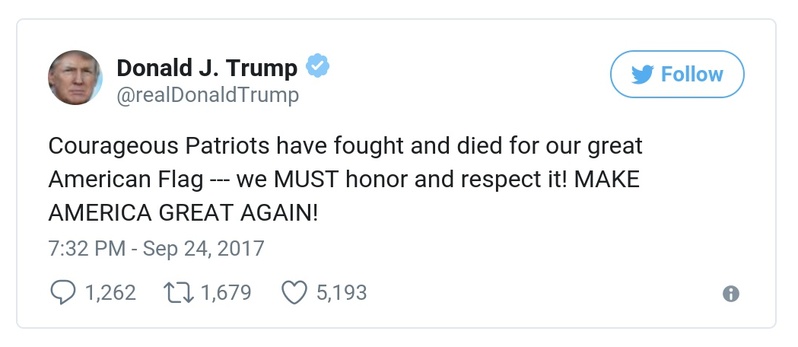 Donald J. Trump
Follow
@realDonaldTrump
Courageous Patriots have fought and died for our great
American Flag --- we MUST honor and respect it! MAKE
AMERICA GREAT AGAIN!
7:32 PM - Sep 24, 2017
1,262 1,679 5,193